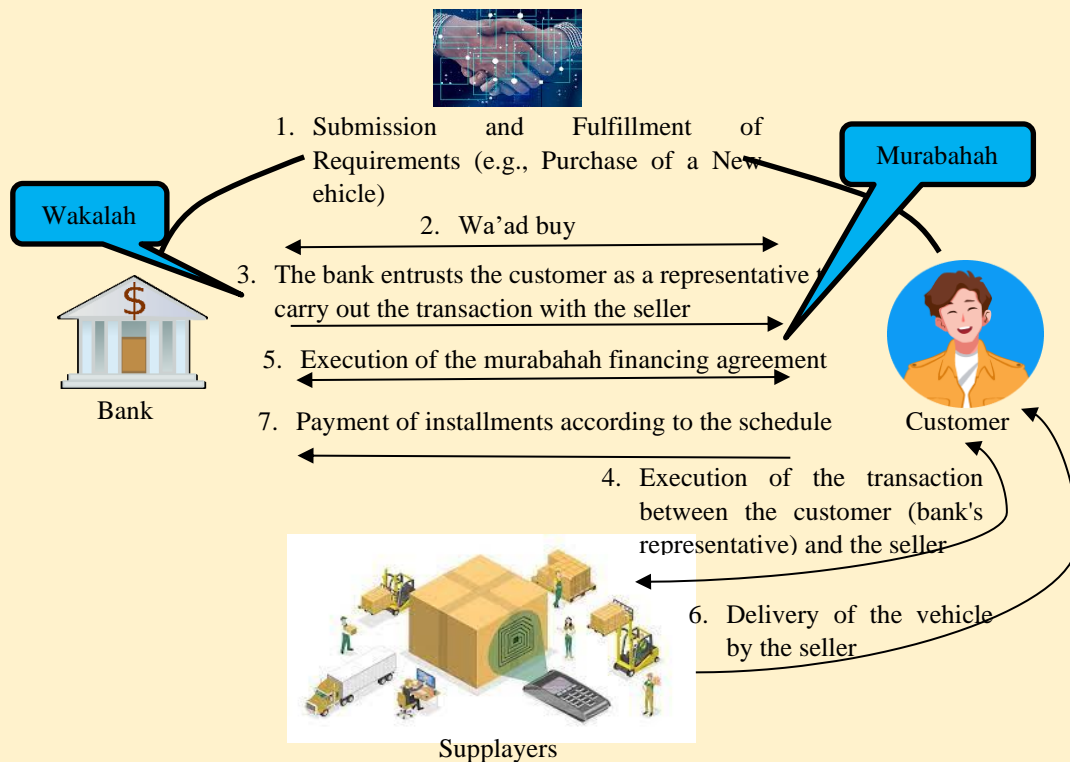 1. Submission and Fulfillment of
Requirements (e.g., Purchase of a New
ehicle)
Murabahah
Wakalah
2. Wa’ad buy
3. The bank entrusts the customer as a representative t
carry out the transaction with the seller
$
5. Execution of the murabahah financing agreement
Bank
7. Payment of installments according to the schedule
Customer
4. Execution of the transaction
between the customer (bank's
representative) and the seller
6. Delivery of the vehicle
by the seller
Supplayers